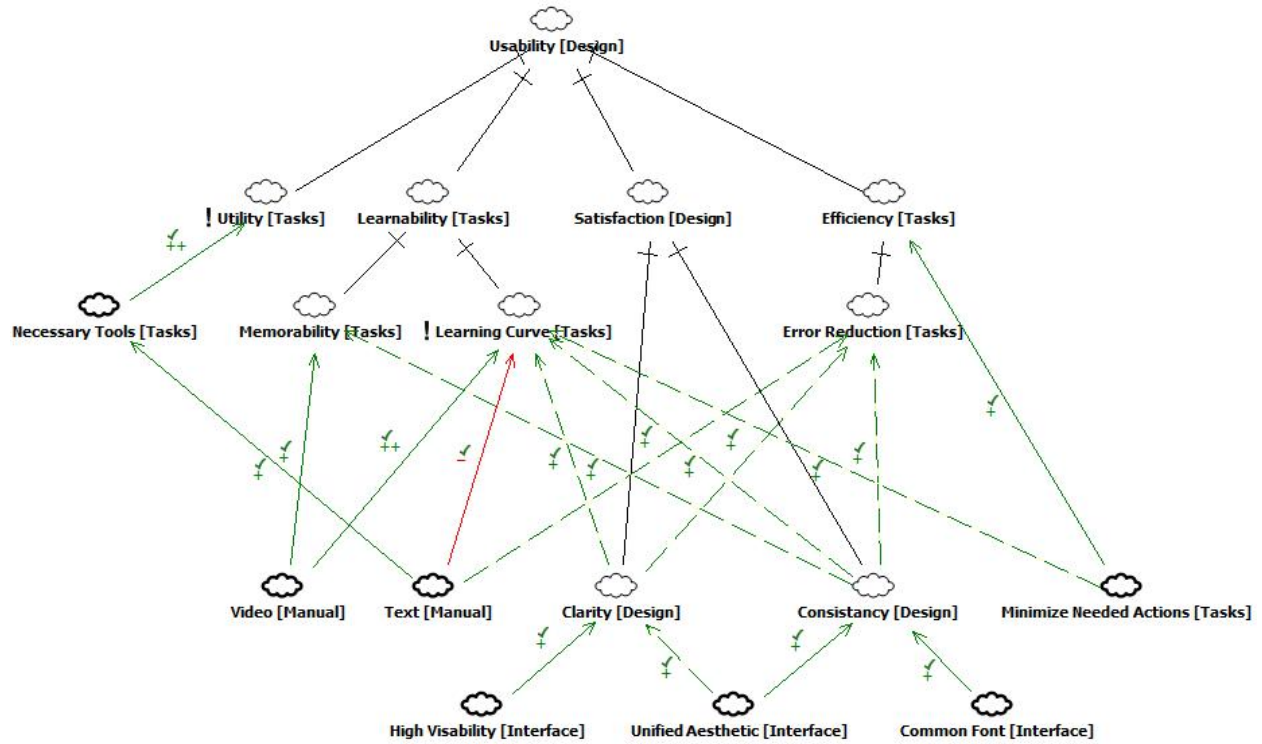 Usability [Design]
! Utility [Tasks]
Learnability [Tasks]
Satisfaction [Design]
Efficiency [Tasks]
++
Necessary Tools [Tasks]
Memorability [Tasks]
! Learning Curve [Tasks]
Error Reduction [Tasks]
+
++
-
+
+
+
+
+
+
+
+
+
Video [Manual]
Text [Manual]
Clarity [Design]
Consistancy [Design]
Minimize Needed Actions [Tasks]
+
+
+
+
High Visability [Interface]
Unified Aesthetic [Interface]
Common Font [Interface]